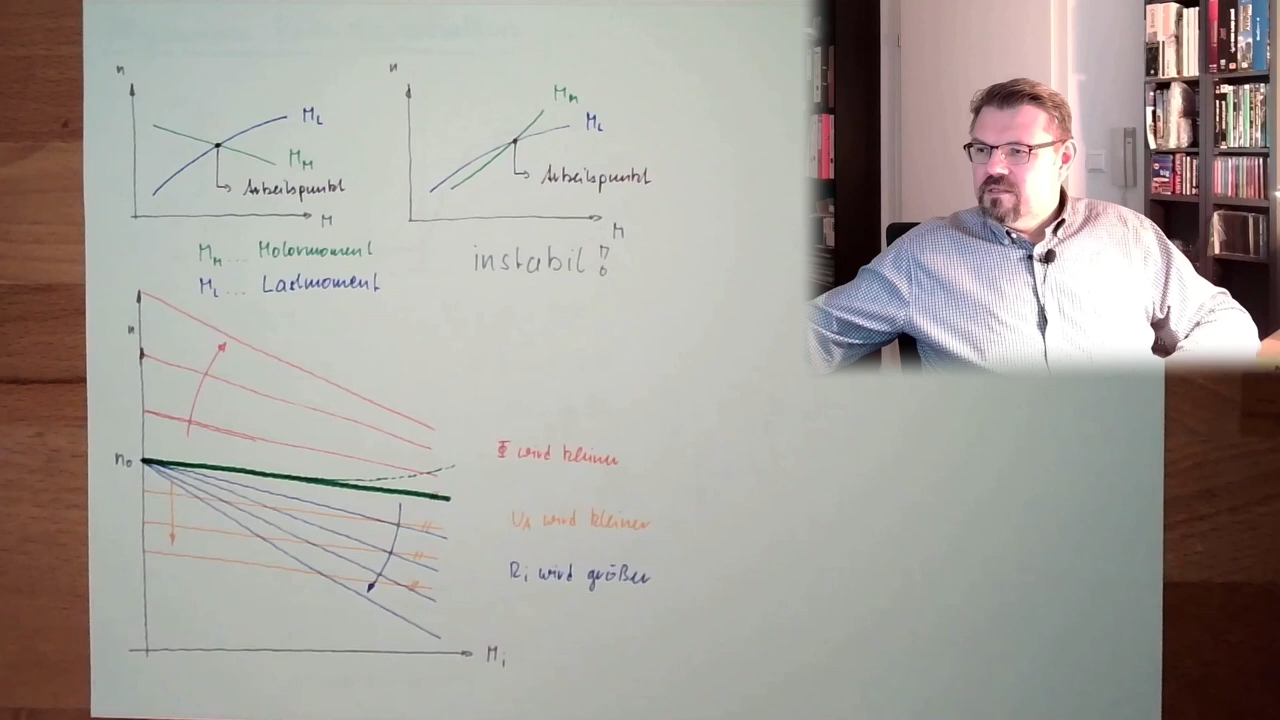 n
M_L
M_M
Arbeitspunkt
M
n
M_M
M_L
Arbeitspunkt
M
M_M ... Motormoment
M_L ... Lastmoment
instabil!
n
n₀
M_i
Φ wird kleiner
U_A wird kleiner
R_i wird größer
big